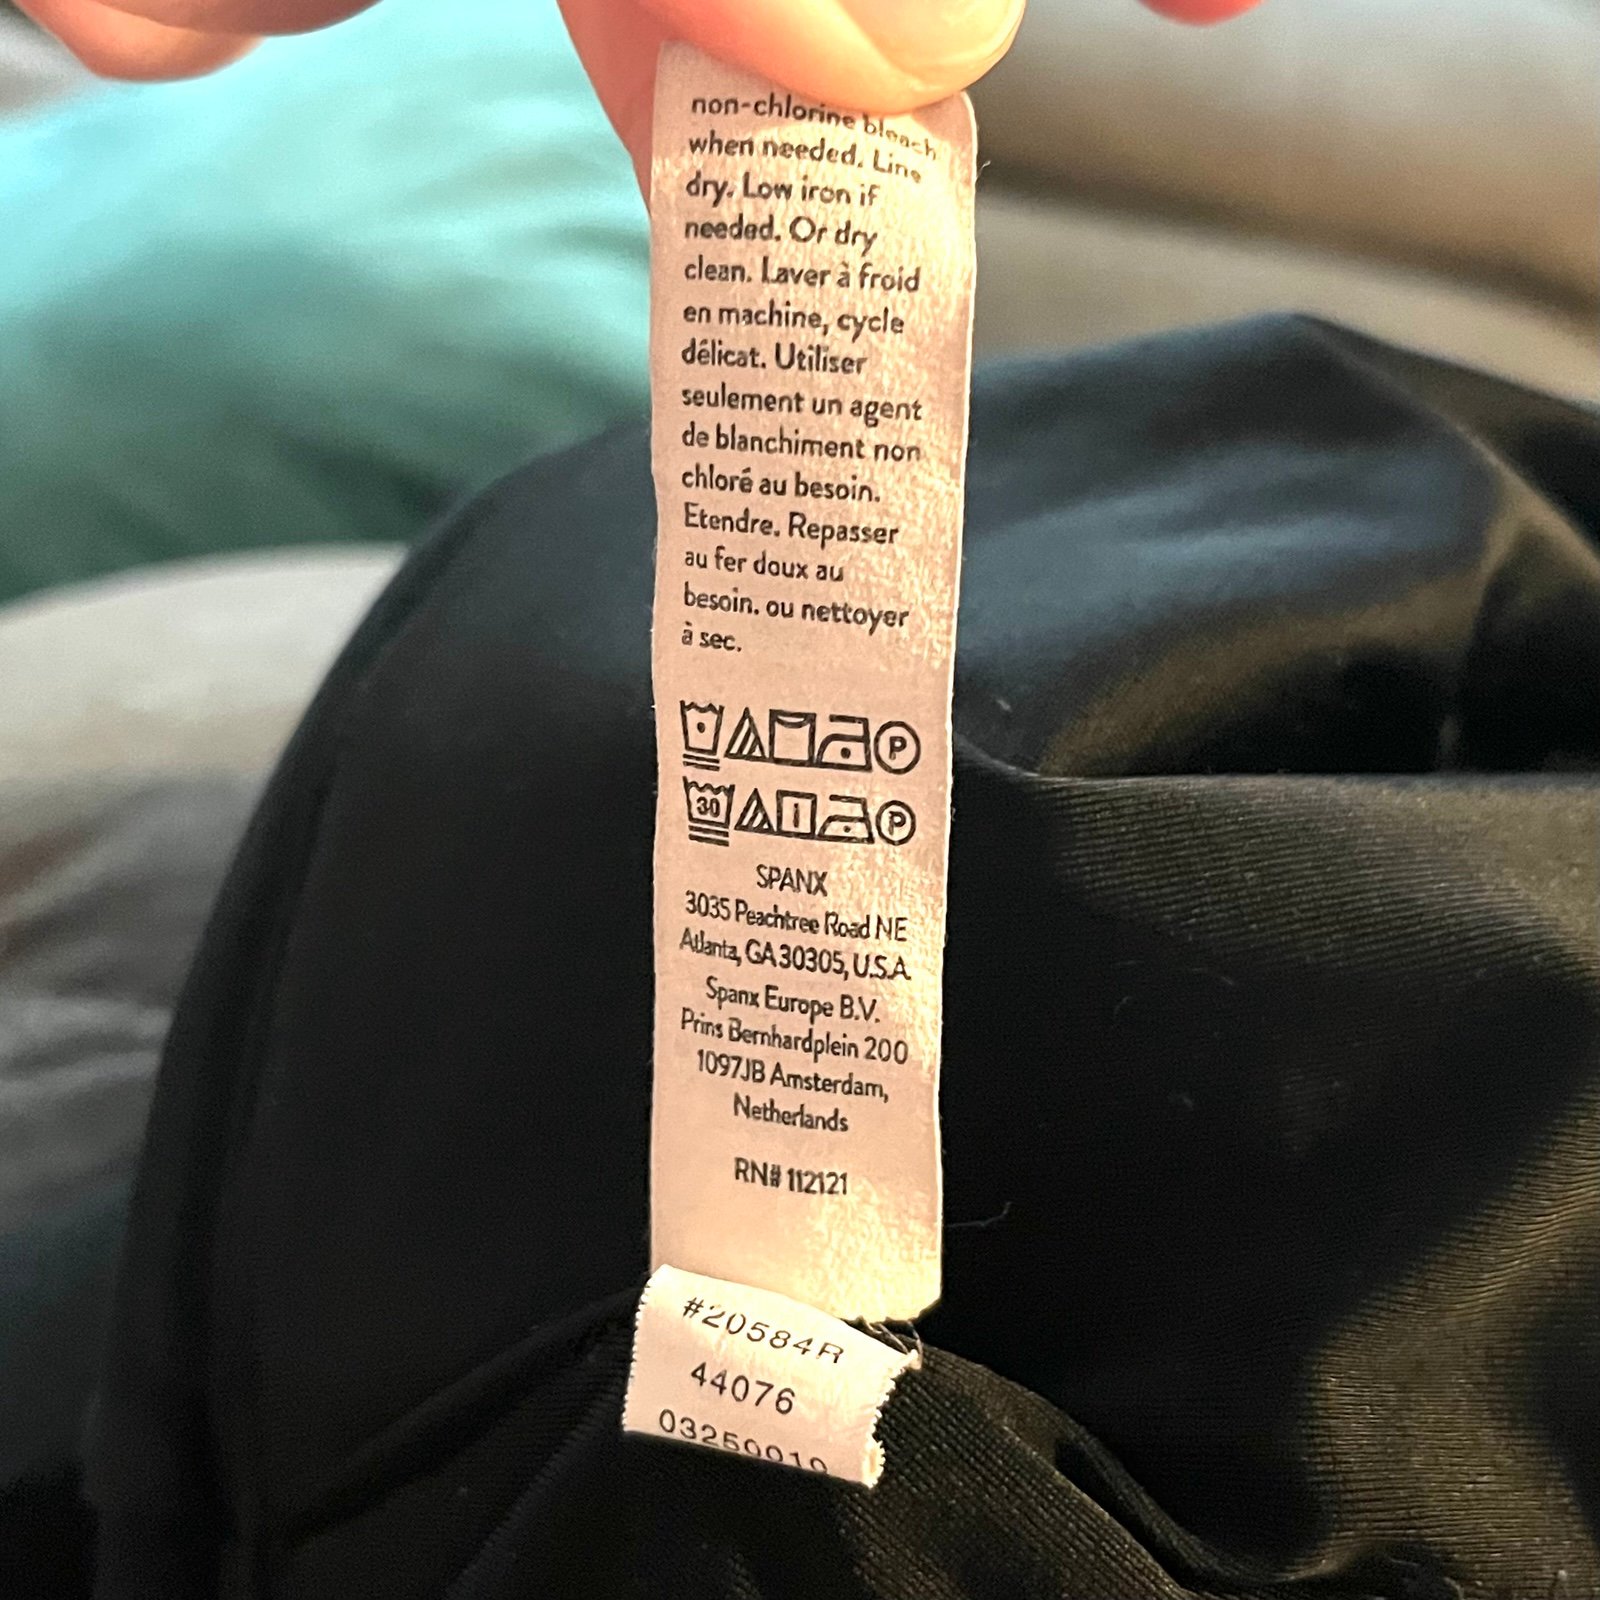 non-chlorine bleach
when needed. Line
dry. Low iron if
needed. Or dry
clean. Laver à froid
en machine, cycle
délicat. Utiliser
seulement un agent
de blanchiment non
chloré au besoin.
Etendre. Repasser
au fer doux au
besoin. ou nettoyer
à sec.
P
30 P
SPANX
3035 Peachtree Road NE
Atlanta, GA 30305, U.S.A.
Spanx Europe B.V.
Prins Bernhardplein 200
1097JB Amsterdam,
Netherlands
RN# 112121
#20584R
44076
03250010